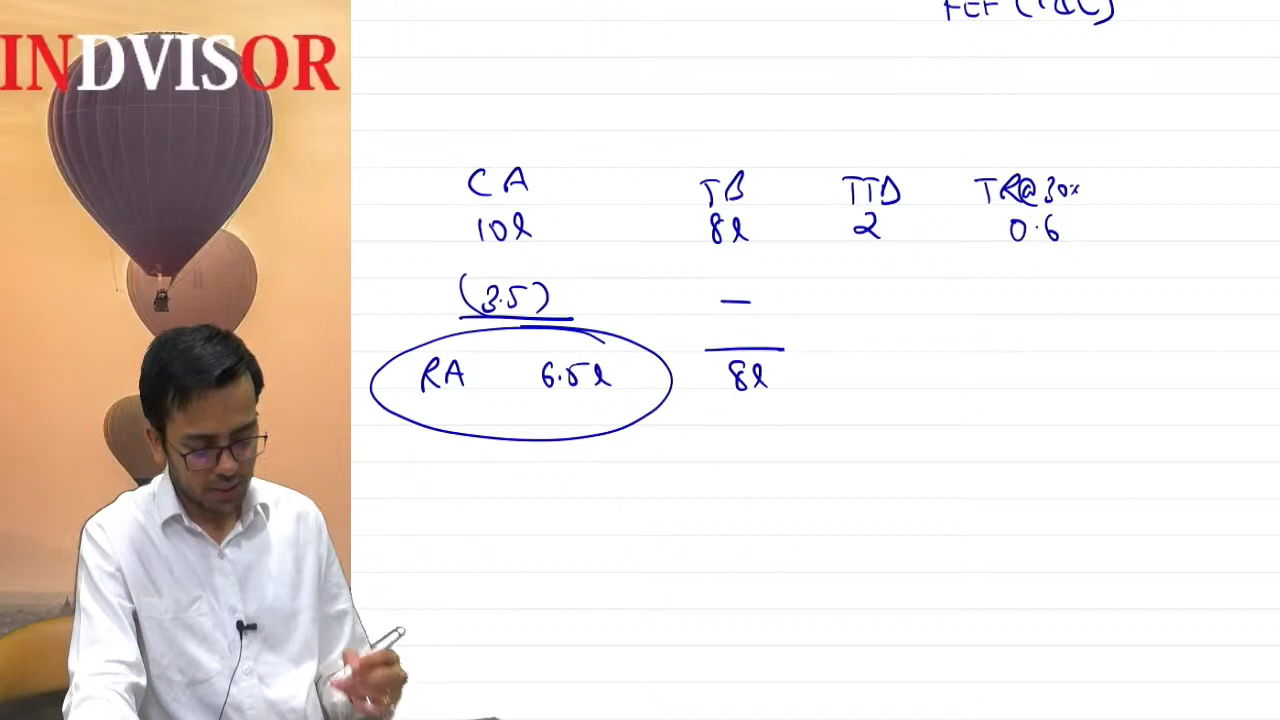 INDVISOR
CA TB TTD TR@30%
10l 8l 2 0.6
(3.5) —
RA 6.5l 8l